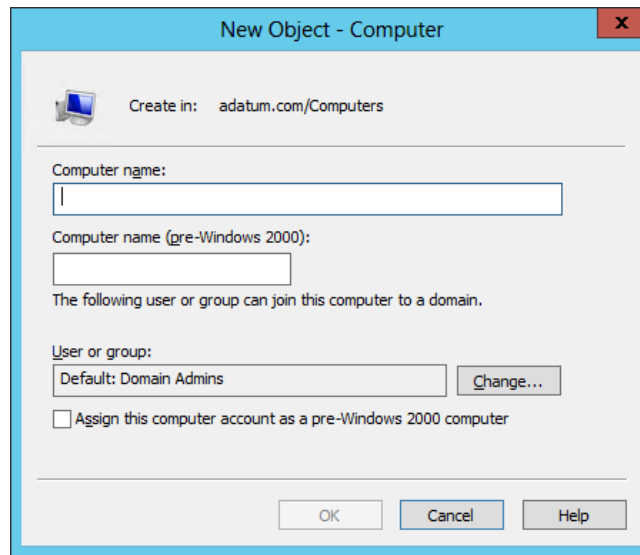 New Object - Computer
x
Create in: adatum.com/Computers
Computer name:
Computer name (pre-Windows 2000):
The following user or group can join this computer to a domain.
User or group:
Default: Domain Admins
Change...
Assign this computer account as a pre-Windows 2000 computer
OK Cancel Help